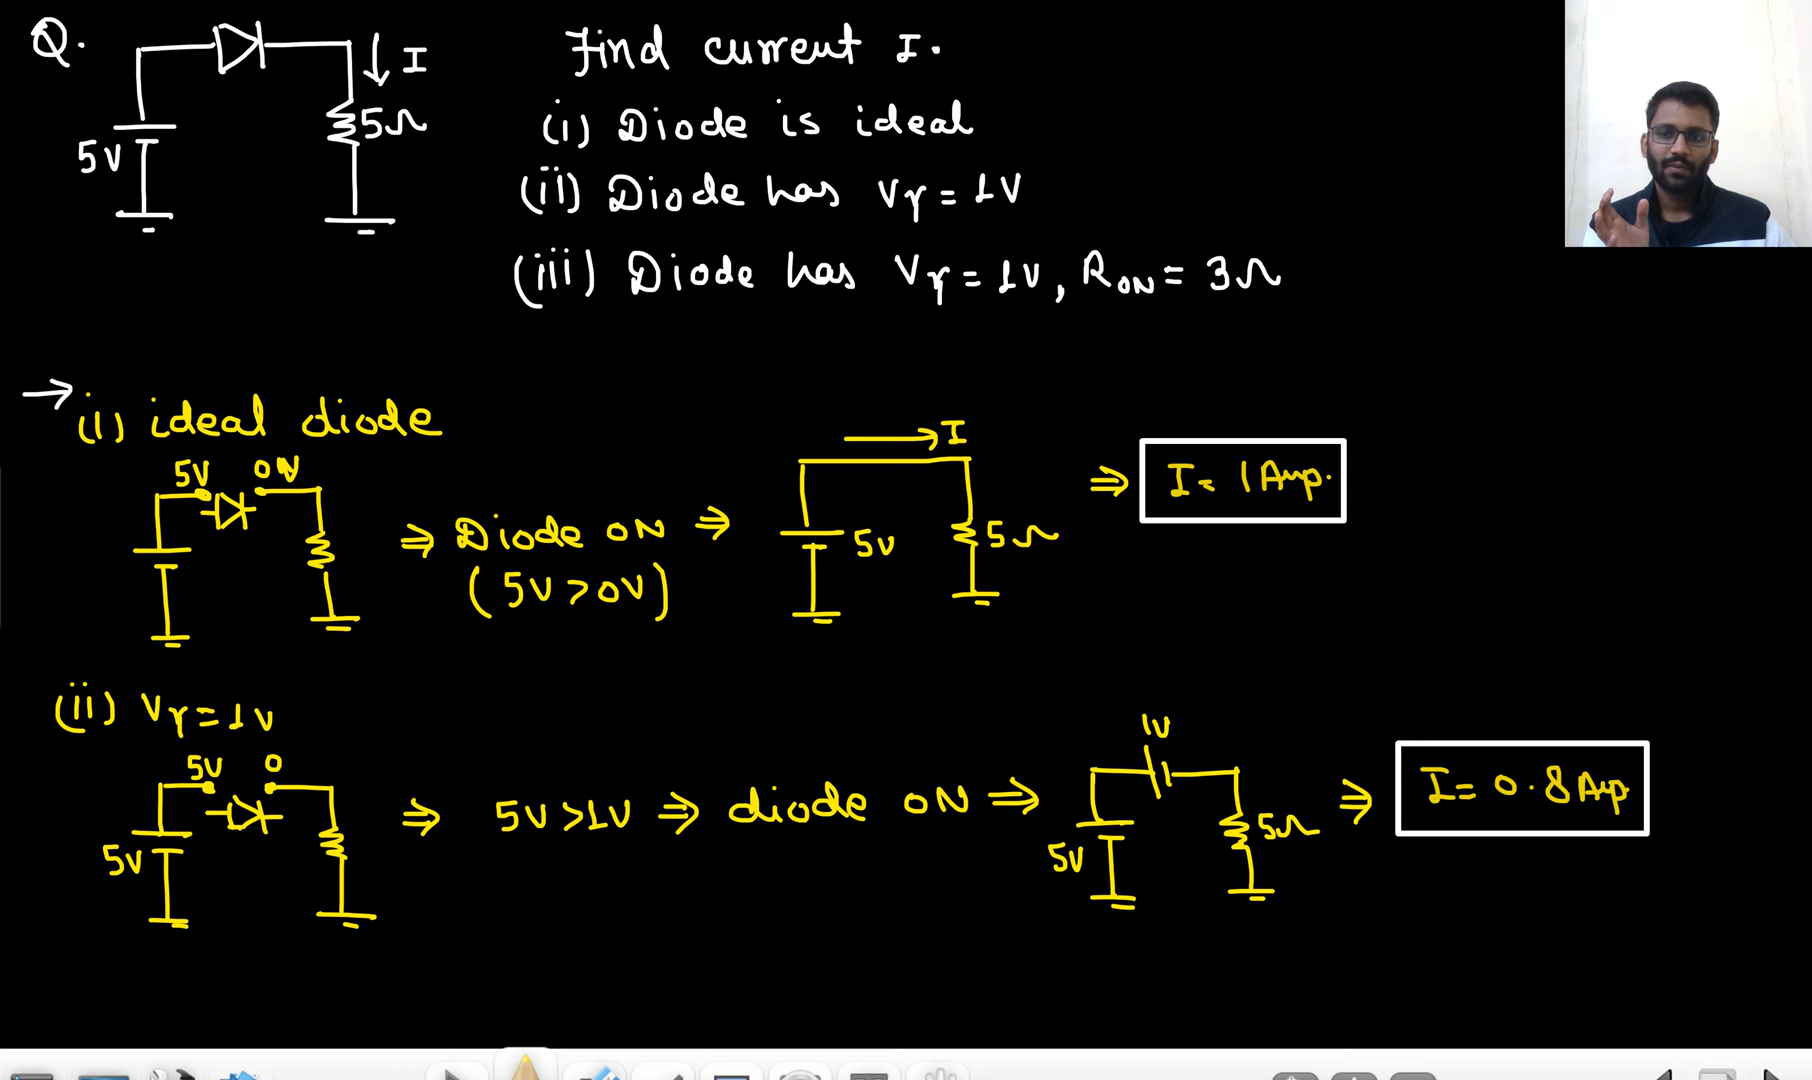 Q.
I
5Ω
5V
Find current I.
(i) Diode is ideal
(ii) Diode has Vγ = 1V
(iii) Diode has Vγ = 1V, RON = 3Ω
→ (i) ideal diode
5V 0V
⇒ Diode ON ⇒
(5V > 0V)
I
5V
5Ω
⇒ I = 1 Amp.
(ii) Vγ = 1V
5V 0
5V
⇒ 5V > 1V ⇒ diode ON ⇒
1V
5V
5Ω
⇒ I = 0.8 Amp